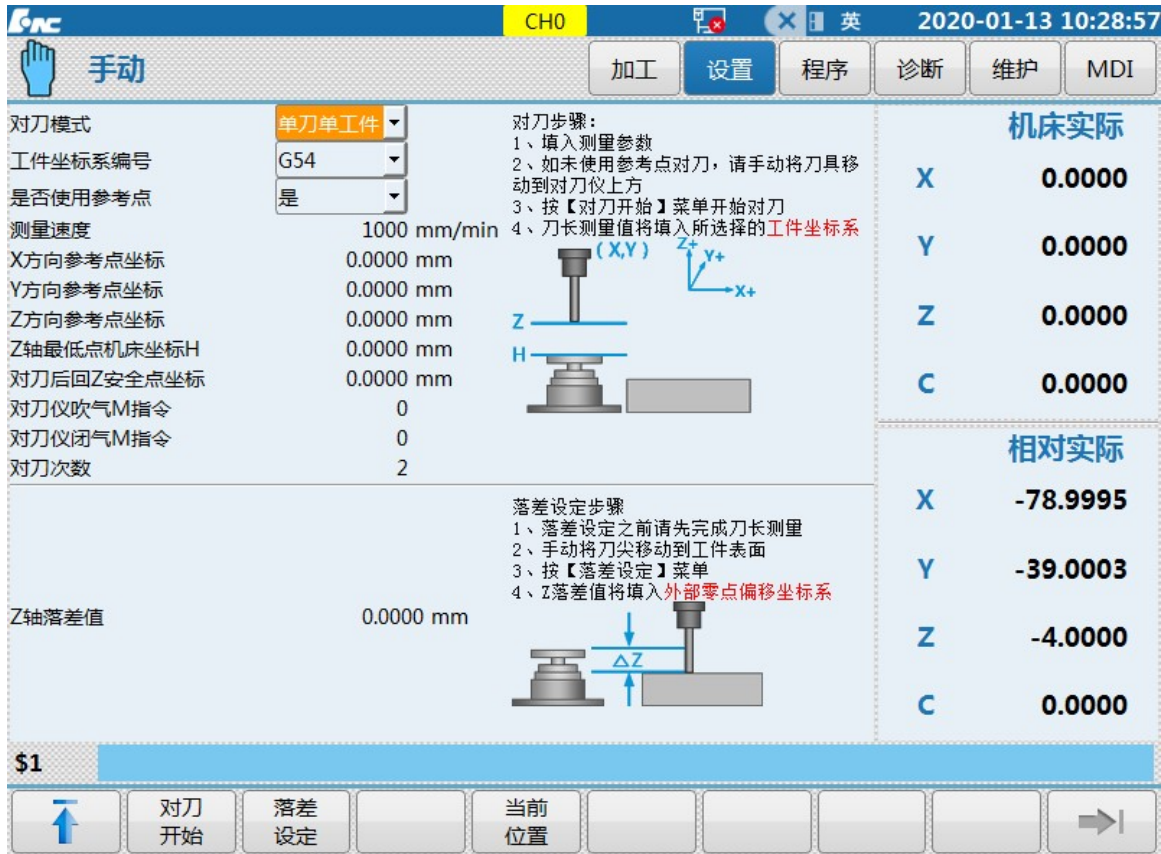 HNC CH0 英 2020-01-13 10:28:57
手动 加工 设置 程序 诊断 维护 MDI
对刀模式 单刀单工件
工件坐标系编号 G54
是否使用参考点 是
测量速度 1000 mm/min
X方向参考点坐标 0.0000 mm
Y方向参考点坐标 0.0000 mm
Z方向参考点坐标 0.0000 mm
Z轴最低点机床坐标H 0.0000 mm
对刀后回Z安全点坐标 0.0000 mm
对刀仪吹气M指令 0
对刀仪闭气M指令 0
对刀次数 2
对刀步骤:
1、填入测量参数
2、如未使用参考点对刀，请手动将刀具移
动到对刀仪上方
3、按【对刀开始】菜单开始对刀
4、刀长测量值将填入所选择的工件坐标系
(X,Y) Z+ Y+
X+
Z
H
机床实际
X 0.0000
Y 0.0000
Z 0.0000
C 0.0000
Z轴落差值 0.0000 mm
落差设定步骤
1、落差设定之前请先完成刀长测量
2、手动将刀尖移动到工件表面
3、按【落差设定】菜单
4、Z落差值将填入外部零点偏移坐标系
△Z
相对实际
X -78.9995
Y -39.0003
Z -4.0000
C 0.0000
$1
对刀
开始
落差
设定
当前
位置